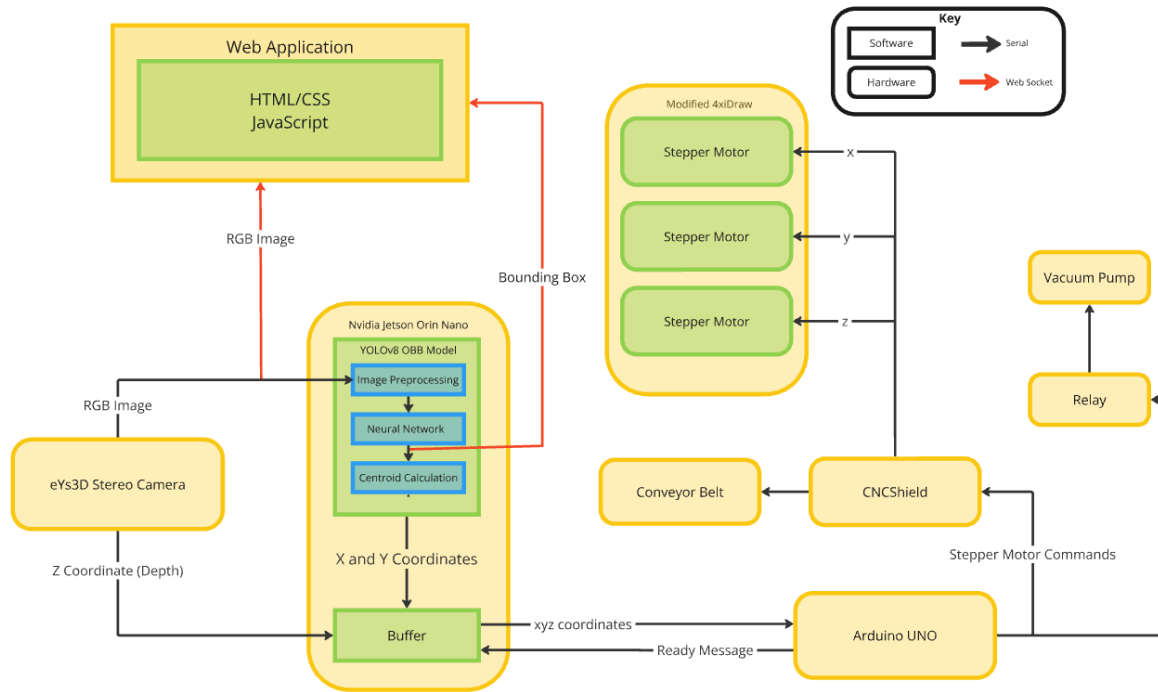 Key
Software
Serial
Hardware
Web Socket
Web Application
HTML/CSS
JavaScript
Modified 4xiDraw
Stepper Motor
x
Stepper Motor
y
Stepper Motor
z
RGB Image
Bounding Box
Vacuum Pump
Relay
Nvidia Jetson Orin Nano
YOLOv8 OBB Model
Image Preprocessing
Neural Network
Centroid Calculation
RGB Image
eYs3D Stereo Camera
Z Coordinate (Depth)
X and Y Coordinates
Buffer
Conveyor Belt
CNCShield
Stepper Motor Commands
xyz coordinates
Ready Message
Arduino UNO